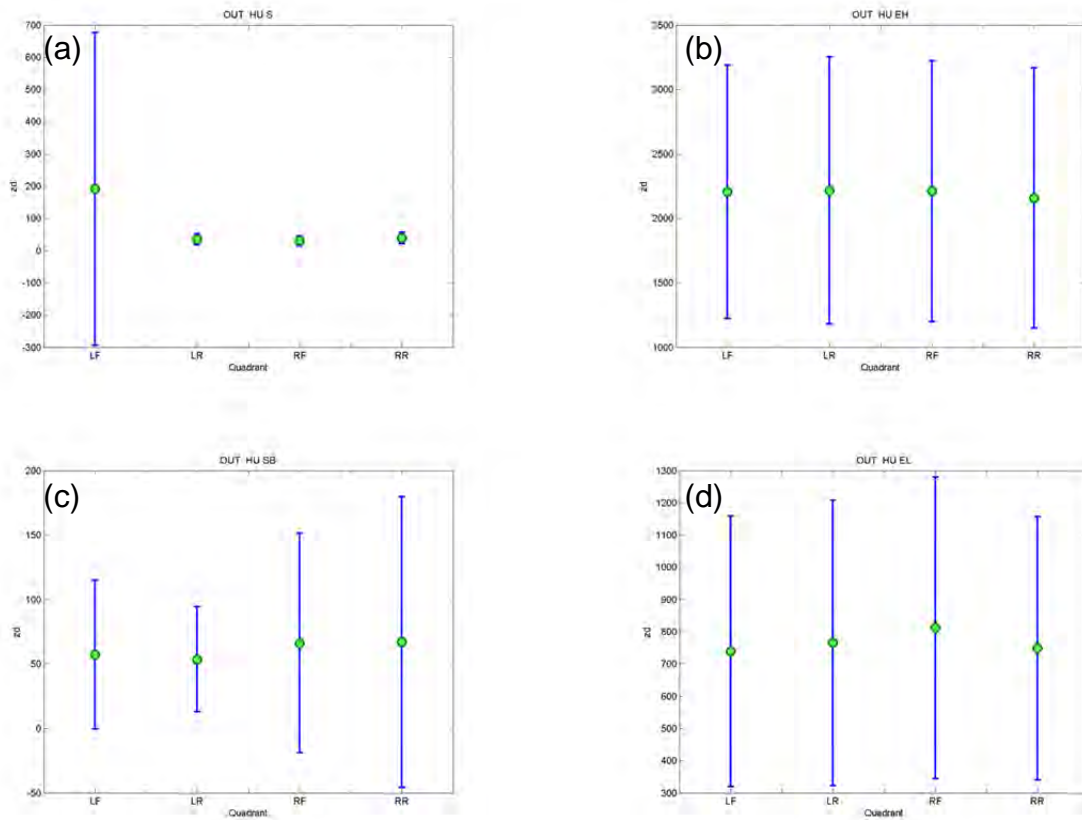 OUT HU S
(a)
700
600
500
400
300
200
100
0
-100
-200
-300
zd
LF LR RF RR
Quadrant
OUT HU EH
(b)
3500
3000
2500
2000
1500
1000
zd
LF LR RF RR
Quadrant
OUT HU SB
(c)
200
150
100
50
0
-50
zd
LF LR RF RR
Quadrant
OUT HU EL
(d)
1300
1200
1100
1000
900
800
700
600
500
400
300
zd
LF LR RF RR
Quadrant